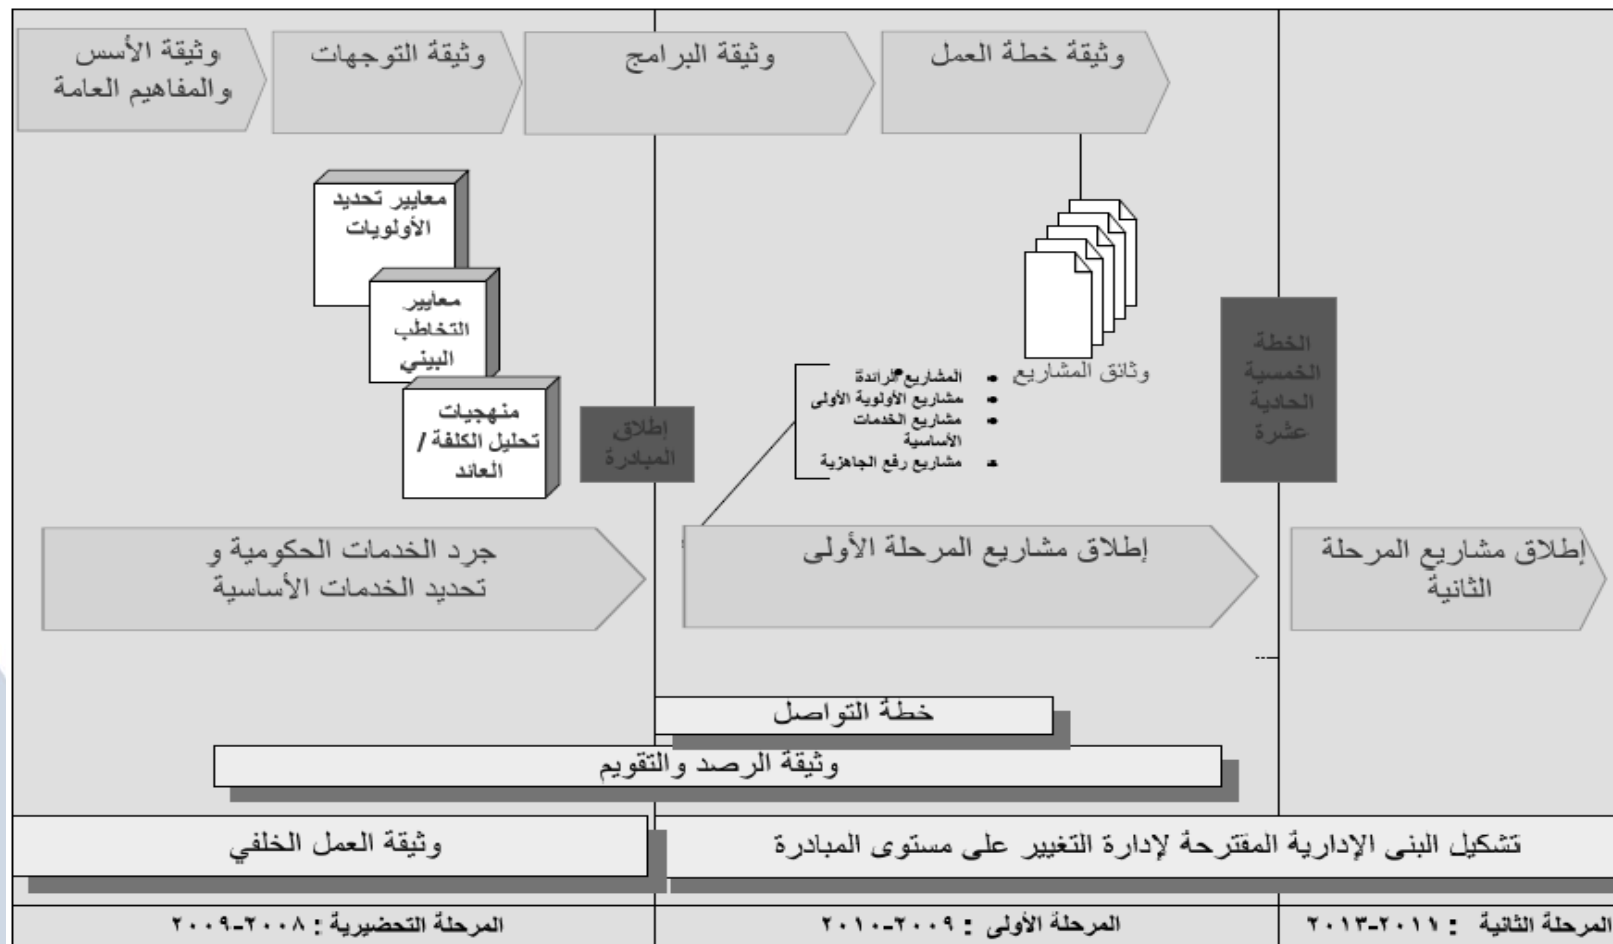 وثيقة الأسس
والمفاهيم العامة
وثيقة التوجهات
وثيقة البرامج
وثيقة خطة العمل
معايير تحديد
الأولويات
معايير
التخاطب
البيني
منهجيات
تحليل الكلفة /
العائد
إطلاق
المبادرة
المشاريع الرائدة
مشاريع الأولوية الأولى
مشاريع الخدمات
الأساسية
مشاريع رفع الجاهزية
وثائق المشاريع
الخطة
الخمسية
الحادية
عشرة
جرد الخدمات الحكومية و
تحديد الخدمات الأساسية
إطلاق مشاريع المرحلة الأولى
إطلاق مشاريع المرحلة
الثانية
خطة التواصل
وثيقة الرصد والتقويم
وثيقة العمل الخلفي
تشكيل البنى الإدارية المقترحة لإدارة التغيير على مستوى المبادرة
المرحلة التحضيرية : ٢٠٠٨-٢٠٠٩
المرحلة الأولى : ٢٠٠٩-٢٠١٠
المرحلة الثانية : ٢٠١١-٢٠١٣